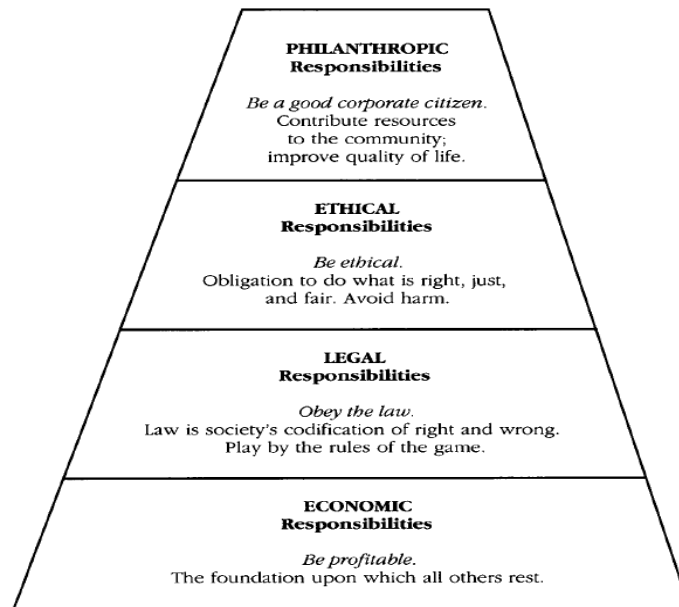 PHILANTHROPIC
Responsibilities
Be a good corporate citizen.
Contribute resources
to the community;
improve quality of life.
ETHICAL
Responsibilities
Be ethical.
Obligation to do what is right, just,
and fair. Avoid harm.
LEGAL
Responsibilities
Obey the law.
Law is society's codification of right and wrong.
Play by the rules of the game.
ECONOMIC
Responsibilities
Be profitable.
The foundation upon which all others rest.